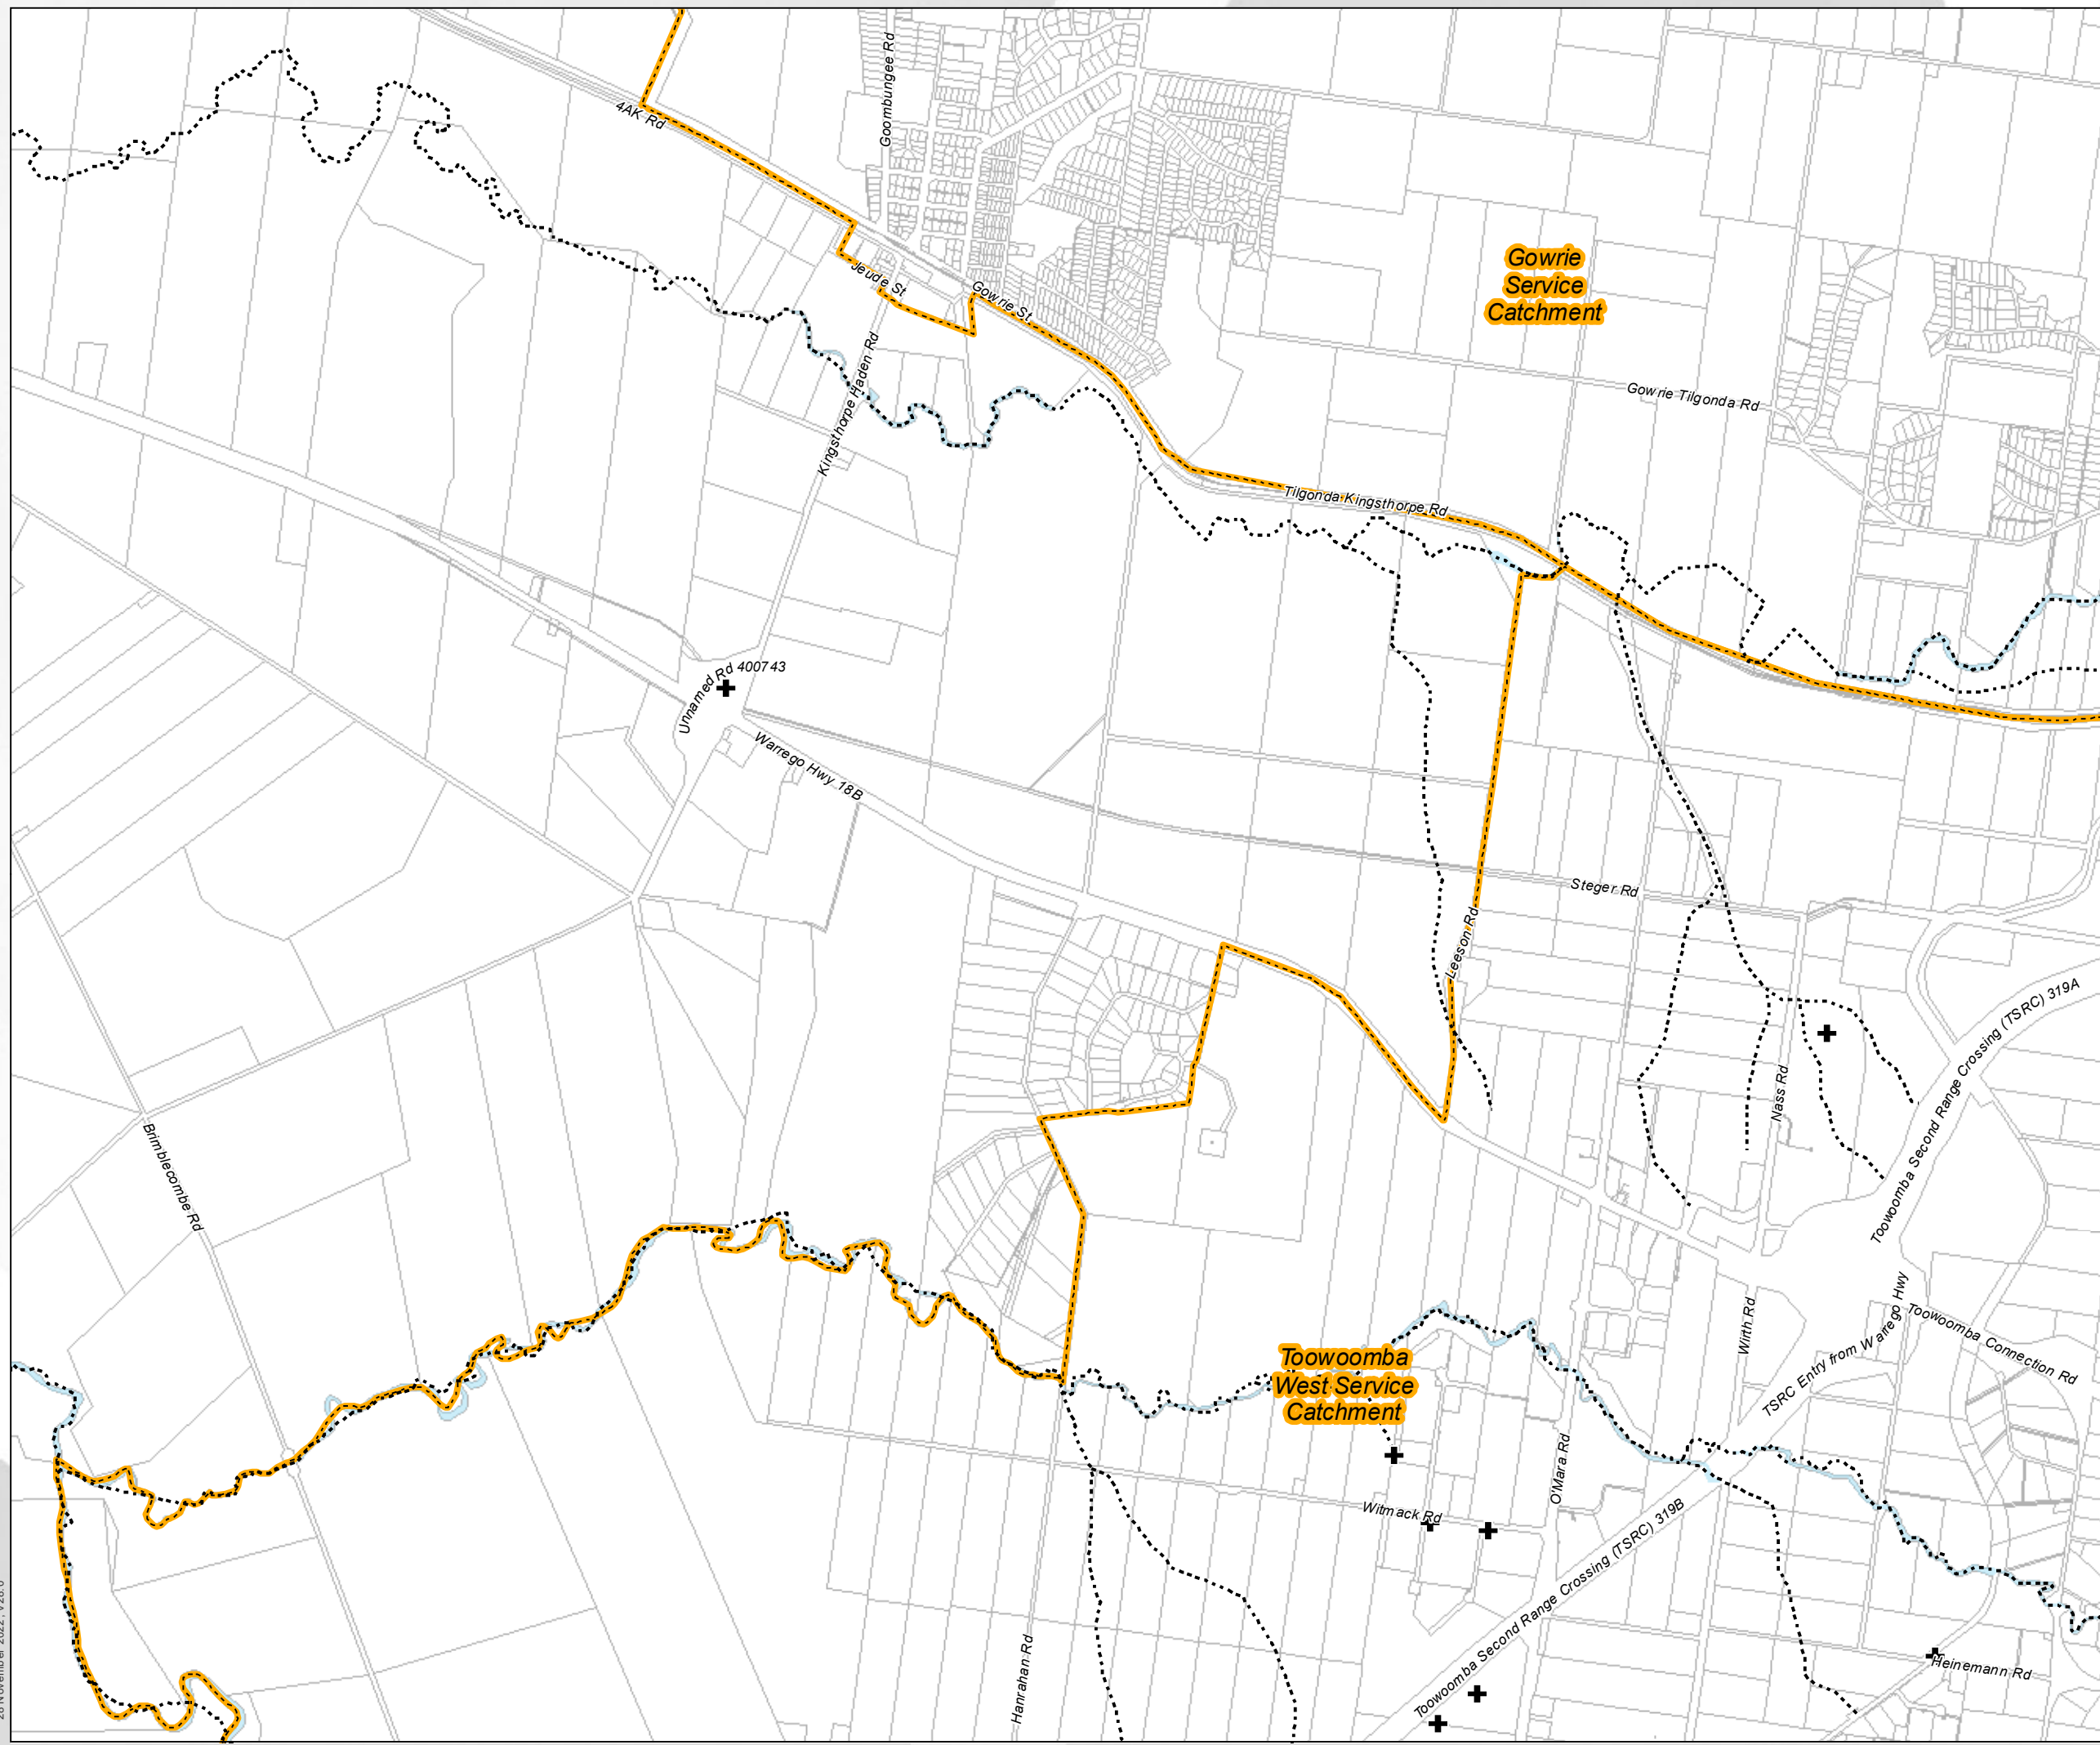 Goombungee Rd
4AK Rd
Gowrie
Service
Catchment
Jeude St
Gowrie St
Kingsthorpe Haden Rd
Gowrie Tilgonda Rd
Tilgonda Kingsthorpe Rd
Unnamed Rd 400743
Warrego Hwy 18B
Steger Rd
Leeson Rd
Toowoomba Second Range Crossing (TSRC) 319A
Nass Rd
Brimblecombe Rd
Wirth Rd
TSRC Entry from Warrego Hwy
Toowoomba Connection Rd
Toowoomba
West Service
Catchment
O'Mara Rd
Witmack Rd
Toowoomba Second Range Crossing (TSRC) 319B
Hanrahan Rd
Heinemann Rd